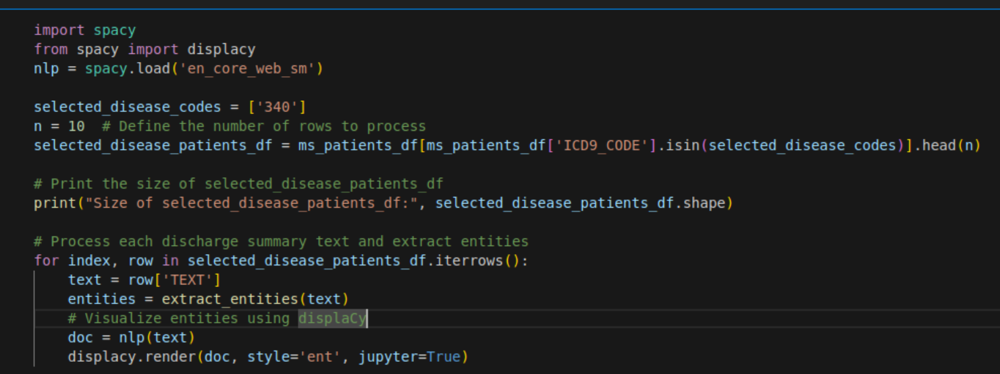 import spacy
from spacy import displacy
nlp = spacy.load('en_core_web_sm')
selected_disease_codes = ['340']
n = 10  # Define the number of rows to process
selected_disease_patients_df = ms_patients_df[ms_patients_df['ICD9_CODE'].isin(selected_disease_codes)].head(n)
# Print the size of selected_disease_patients_df
print("Size of selected_disease_patients_df:", selected_disease_patients_df.shape)
# Process each discharge summary text and extract entities
for index, row in selected_disease_patients_df.iterrows():
    text = row['TEXT']
    entities = extract_entities(text)
    # Visualize entities using displaCy
    doc = nlp(text)
    displacy.render(doc, style='ent', jupyter=True)